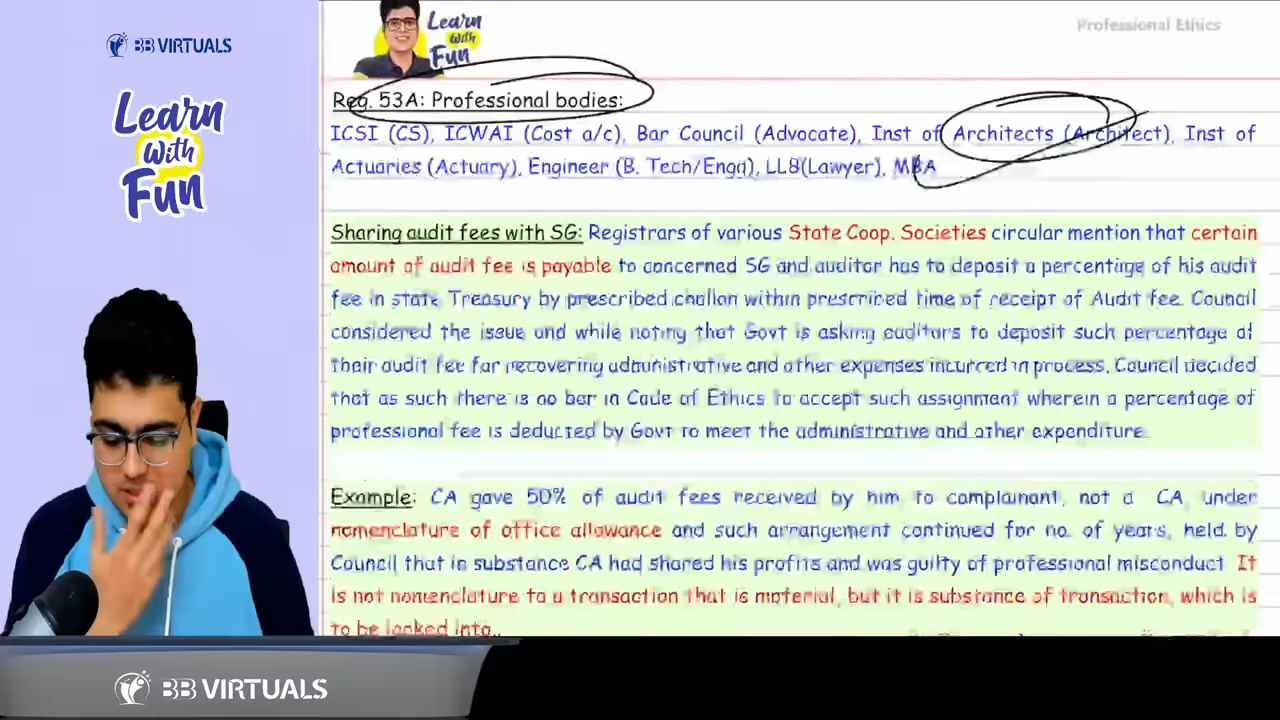 BB VIRTUALS
Learn
With
Fun
Learn
With
Fun
Professional Ethics
Reg. 53A: Professional bodies:
ICSI (CS), ICWAI (Cost a/c), Bar Council (Advocate), Inst of Architects (Architect), Inst of
Actuaries (Actuary), Engineer (B. Tech/Engg), LLB(Lawyer), MBA
Sharing audit fees with SG: Registrars of various State Coop. Societies circular mention that certain
amount of audit fee is payable to concerned SG and auditor has to deposit a percentage of his audit
fee in state Treasury by prescribed challan within prescribed time of receipt of Audit fee. Council
considered the issue and while noting that Govt is asking auditors to deposit such percentage of
their audit fee for recovering administrative and other expenses incurred in process, Council decided
that as such there is no bar in Code of Ethics to accept such assignment wherein a percentage of
professional fee is deducted by Govt to meet the administrative and other expenditure.
Example: CA gave 50% of audit fees received by him to complainant, not a CA, under
nomenclature of office allowance and such arrangement continued for no. of years, held by
Council that in substance CA had shared his profits and was guilty of professional misconduct. It
is not nomenclature to a transaction that is material, but it is substance of transaction, which is
to be looked into..
BB VIRTUALS